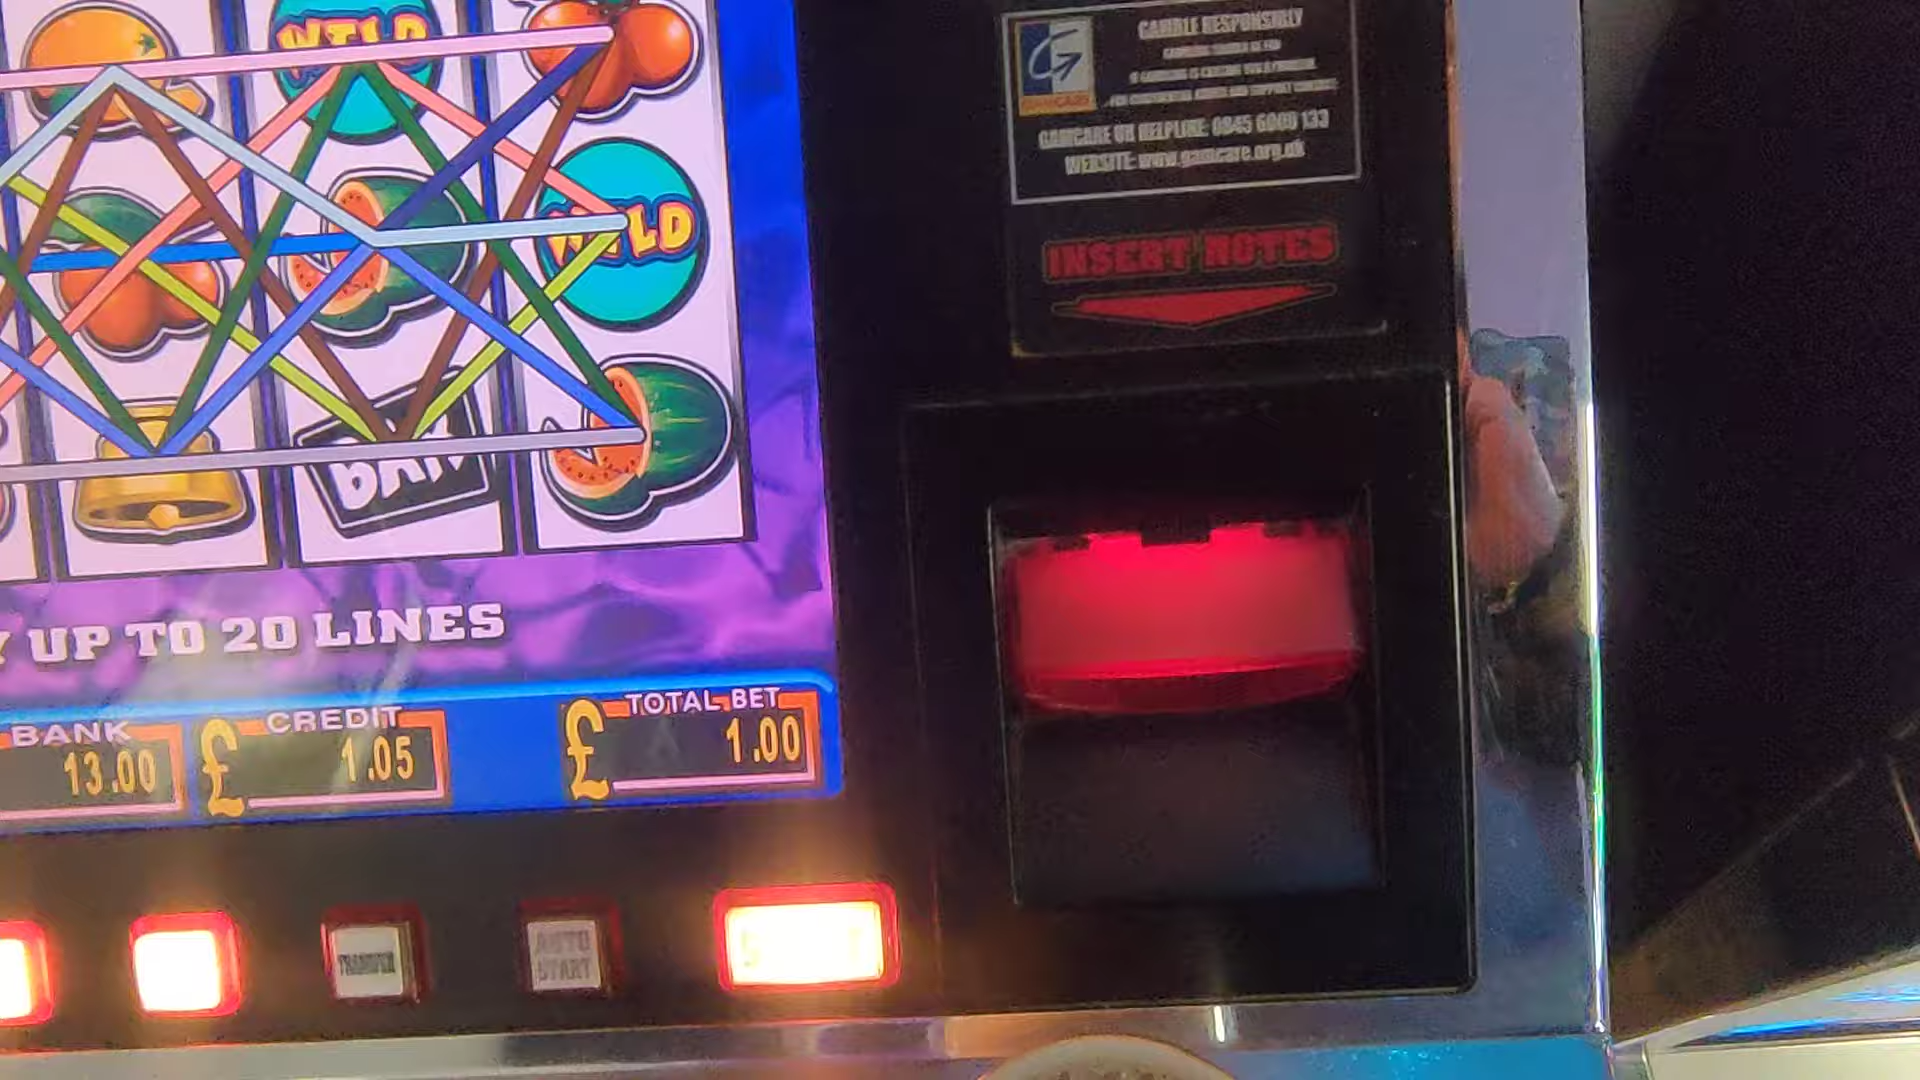 WILD
GAMBLE RESPONSIBLY
GAMCARE UK HELPLINE: 0845 6000 133
WEBSITE: www.gamcare.org.uk
INSERT NOTES
WILD
BAR
UP TO 20 LINES
BANK
13.00
CREDIT
£ 1.05
TOTAL BET
£ 1.00
TRANSFER
AUTO
START